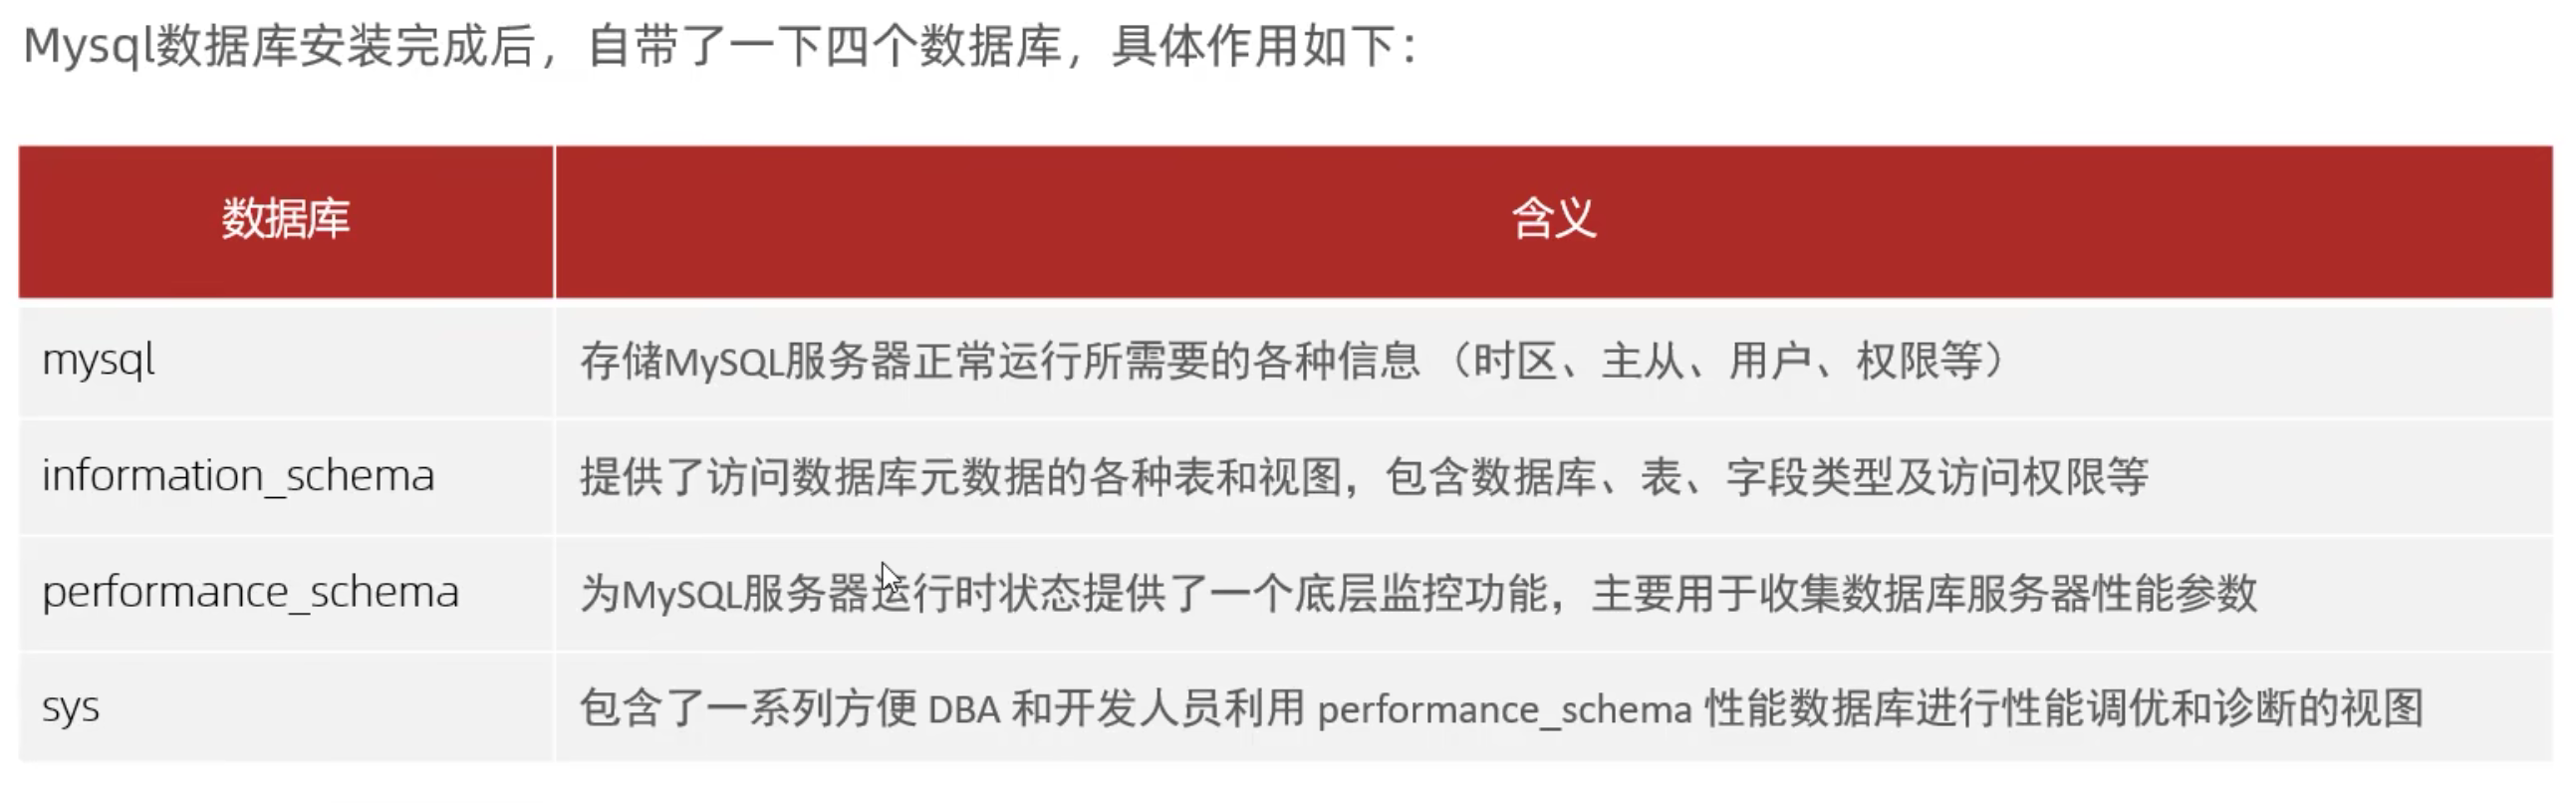 Mysql数据库安装完成后，自带了一下四个数据库，具体作用如下：
数据库 含义
mysql 存储MySQL服务器正常运行所需要的各种信息 （时区、主从、用户、权限等）
information_schema 提供了访问数据库元数据的各种表和视图，包含数据库、表、字段类型及访问权限等
performance_schema 为MySQL服务器运行时状态提供了一个底层监控功能，主要用于收集数据库服务器性能参数
sys 包含了一系列方便 DBA 和开发人员利用 performance_schema 性能数据库进行性能调优和诊断的视图